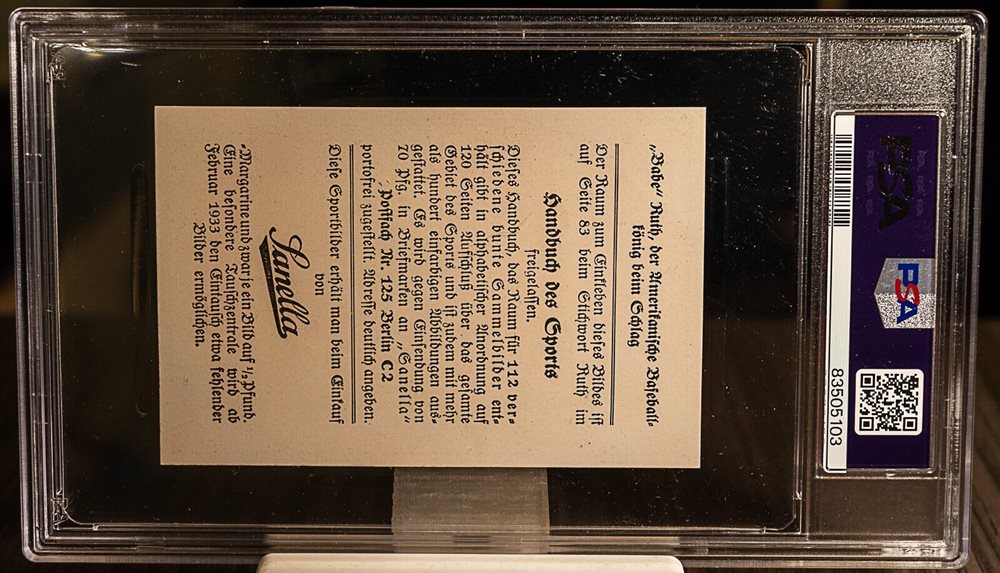 „Babe" Ruth, der Amerikanische Baseball-
könig beim Schlag
Der Raum zum Einkleben dieses Bildes ist
auf Seite 83 beim Stichwort Ruth im
Handbuch des Sports
freigelassen.
Dieses Handbuch, das Raum für 112 ver-
schiedene bunte Sammelbilder ent-
hält gibt in alphabetischer Anordnung auf
120 Seiten Aufschluß über das gesamte
Gebiet des Sports und ist zudem mit mehr
als hundert einfarbigen Abbildungen aus-
gestattet. Es wird gegen Einsendung von
70 Pfg. in Briefmarken an „Sanella"
Postfach Nr. 125 Berlin C2
portofrei zugestellt. Adresse deutlich angeben.
Diese Sportbilder erhält man beim Einkauf
von
Sanella
-Margarine und zwar je ein Bild auf ½ Pfund.
Eine besondere Tauschzentrale wird ab
Februar 1933 den Eintausch etwa fehlender
Bilder ermöglichen.
PSA
PSA
83505103